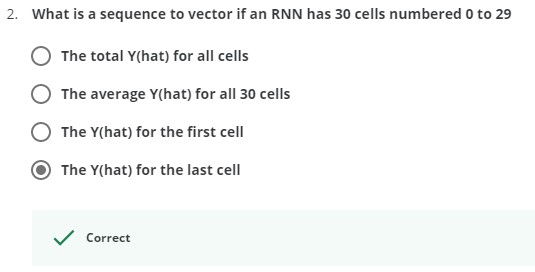 2. What is a sequence to vector if an RNN has 30 cells numbered 0 to 29
The total Y(hat) for all cells
The average Y(hat) for all 30 cells
The Y(hat) for the first cell
The Y(hat) for the last cell
Correct